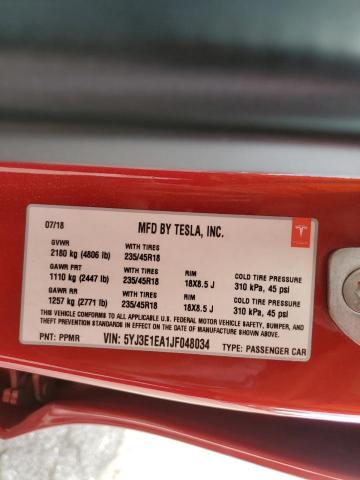 07/18 MFD BY TESLA, INC.
GVWR WITH TIRES
2180 kg (4806 lb) 235/45R18
GAWR FRT WITH TIRES RIM COLD TIRE PRESSURE
1110 kg (2447 lb) 235/45R18 18X8.5 J 310 kPa, 45 psi
GAWR RR WITH TIRES RIM COLD TIRE PRESSURE
1257 kg (2771 lb) 235/45R18 18X8.5 J 310 kPa, 45 psi
THIS VEHICLE CONFORMS TO ALL APPLICABLE U.S. FEDERAL MOTOR VEHICLE SAFETY, BUMPER, AND
THEFT PREVENTION STANDARDS IN EFFECT ON THE DATE OF MANUFACTURE SHOWN ABOVE.
PNT: PPMR VIN: 5YJ3E1EA1JF048034 TYPE: PASSENGER CAR